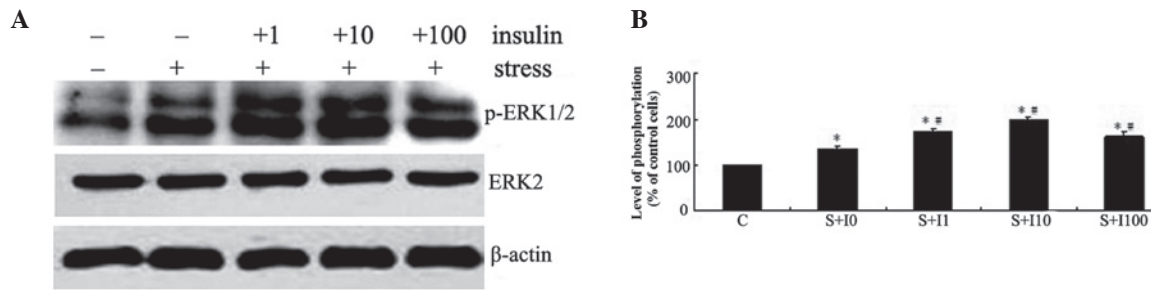 A
– – +1 +10 +100 insulin
– + + + + stress
p-ERK1/2
ERK2
β-actin
B
Level of phosphorylation
(% of control cells)
300
200
100
0
*
* #
* #
* #
C S+I0 S+I1 S+I10 S+I100